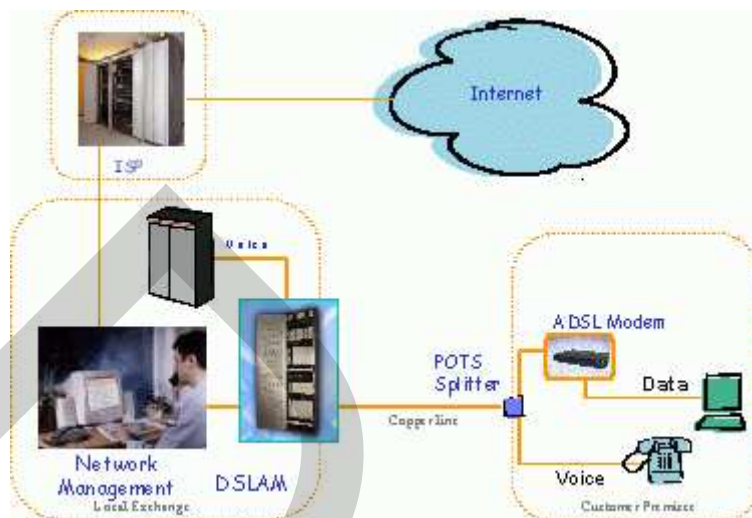 Internet
ISP
Voice
ADSL Modem
POTS
Splitter
Data
Copper line
Network
Management
DSLAM
Voice
Local Exchange
Customer Premises